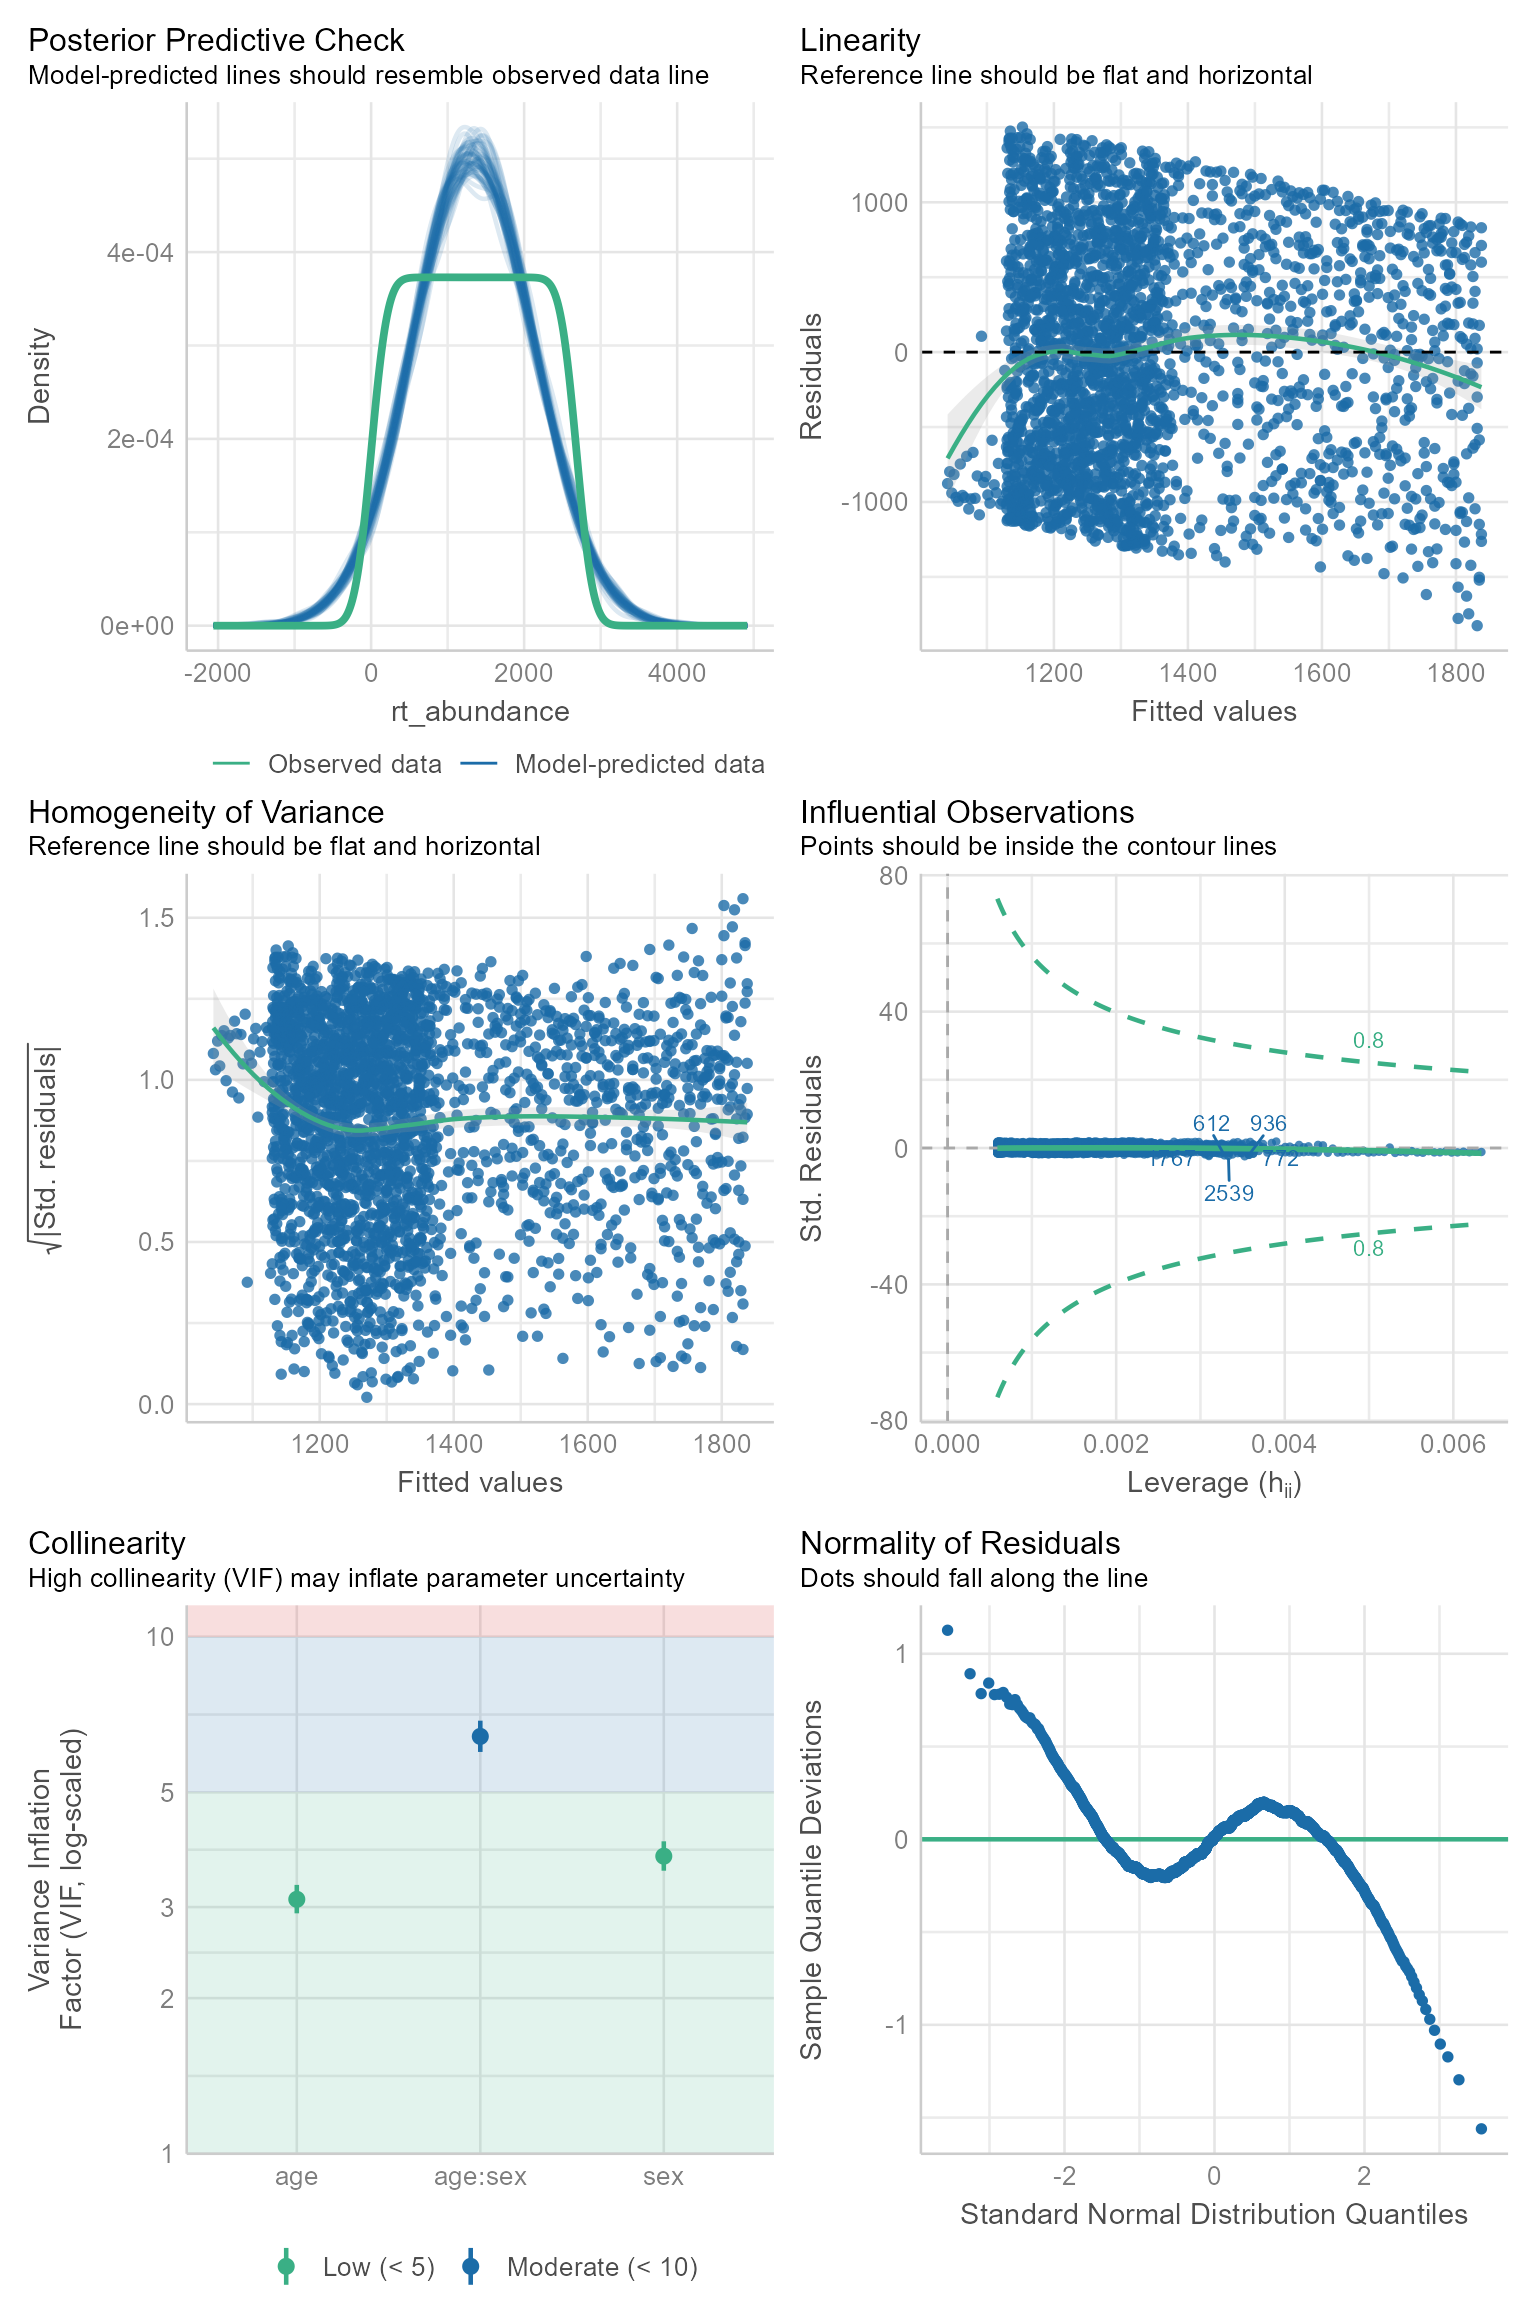 Posterior Predictive Check
Model-predicted lines should resemble observed data line
4e-04
2e-04
0e+00
Density
-2000 0 2000 4000
rt_abundance
Observed data Model-predicted data
Linearity
Reference line should be flat and horizontal
1000
0
-1000
Residuals
1200 1400 1600 1800
Fitted values
Homogeneity of Variance
Reference line should be flat and horizontal
1.5
1.0
0.5
0.0
√|Std. residuals|
1200 1400 1600 1800
Fitted values
Influential Observations
Points should be inside the contour lines
80
40
0
-40
-80
Std. Residuals
0.8
612 936
1767 772
2539
0.8
0.000 0.002 0.004 0.006
Leverage (hii)
Collinearity
High collinearity (VIF) may inflate parameter uncertainty
10
5
3
2
1
Variance Inflation
Factor (VIF, log-scaled)
age age:sex sex
Low (< 5) Moderate (< 10)
Normality of Residuals
Dots should fall along the line
1
0
-1
Sample Quantile Deviations
-2 0 2
Standard Normal Distribution Quantiles